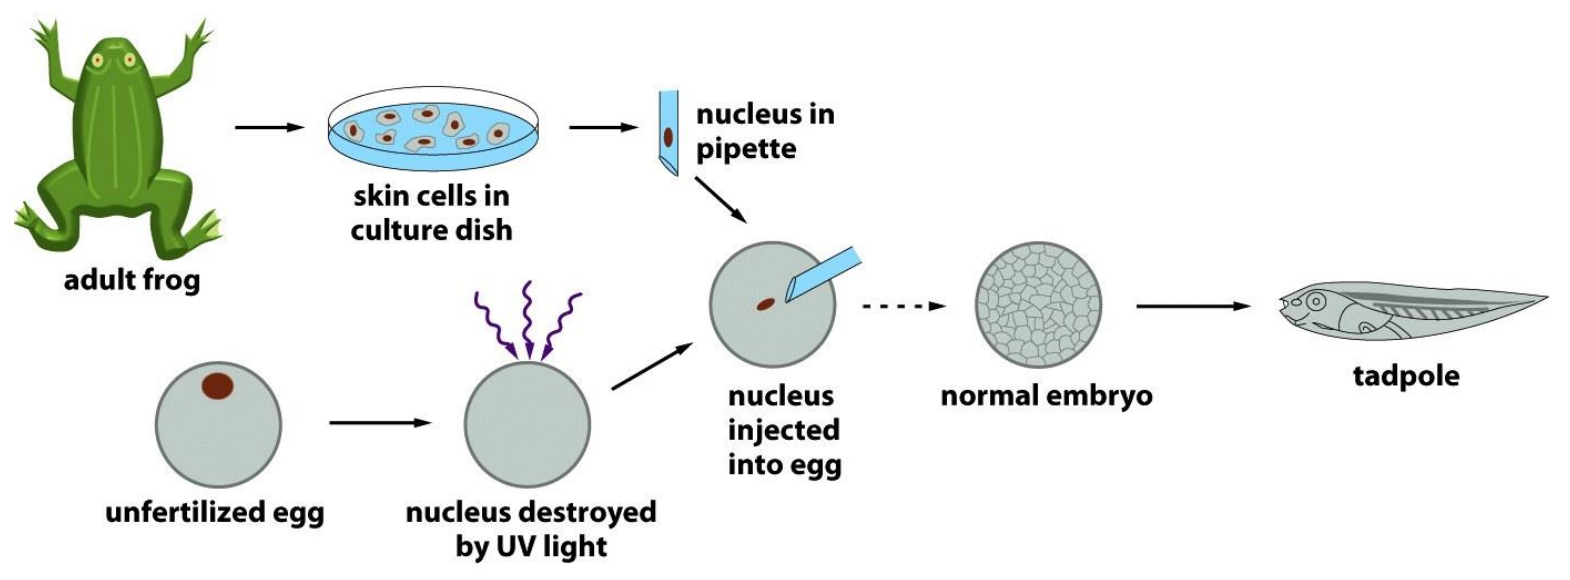 adult frog
skin cells in
culture dish
nucleus in
pipette
unfertilized egg
nucleus destroyed
by UV light
nucleus
injected
into egg
normal embryo
tadpole